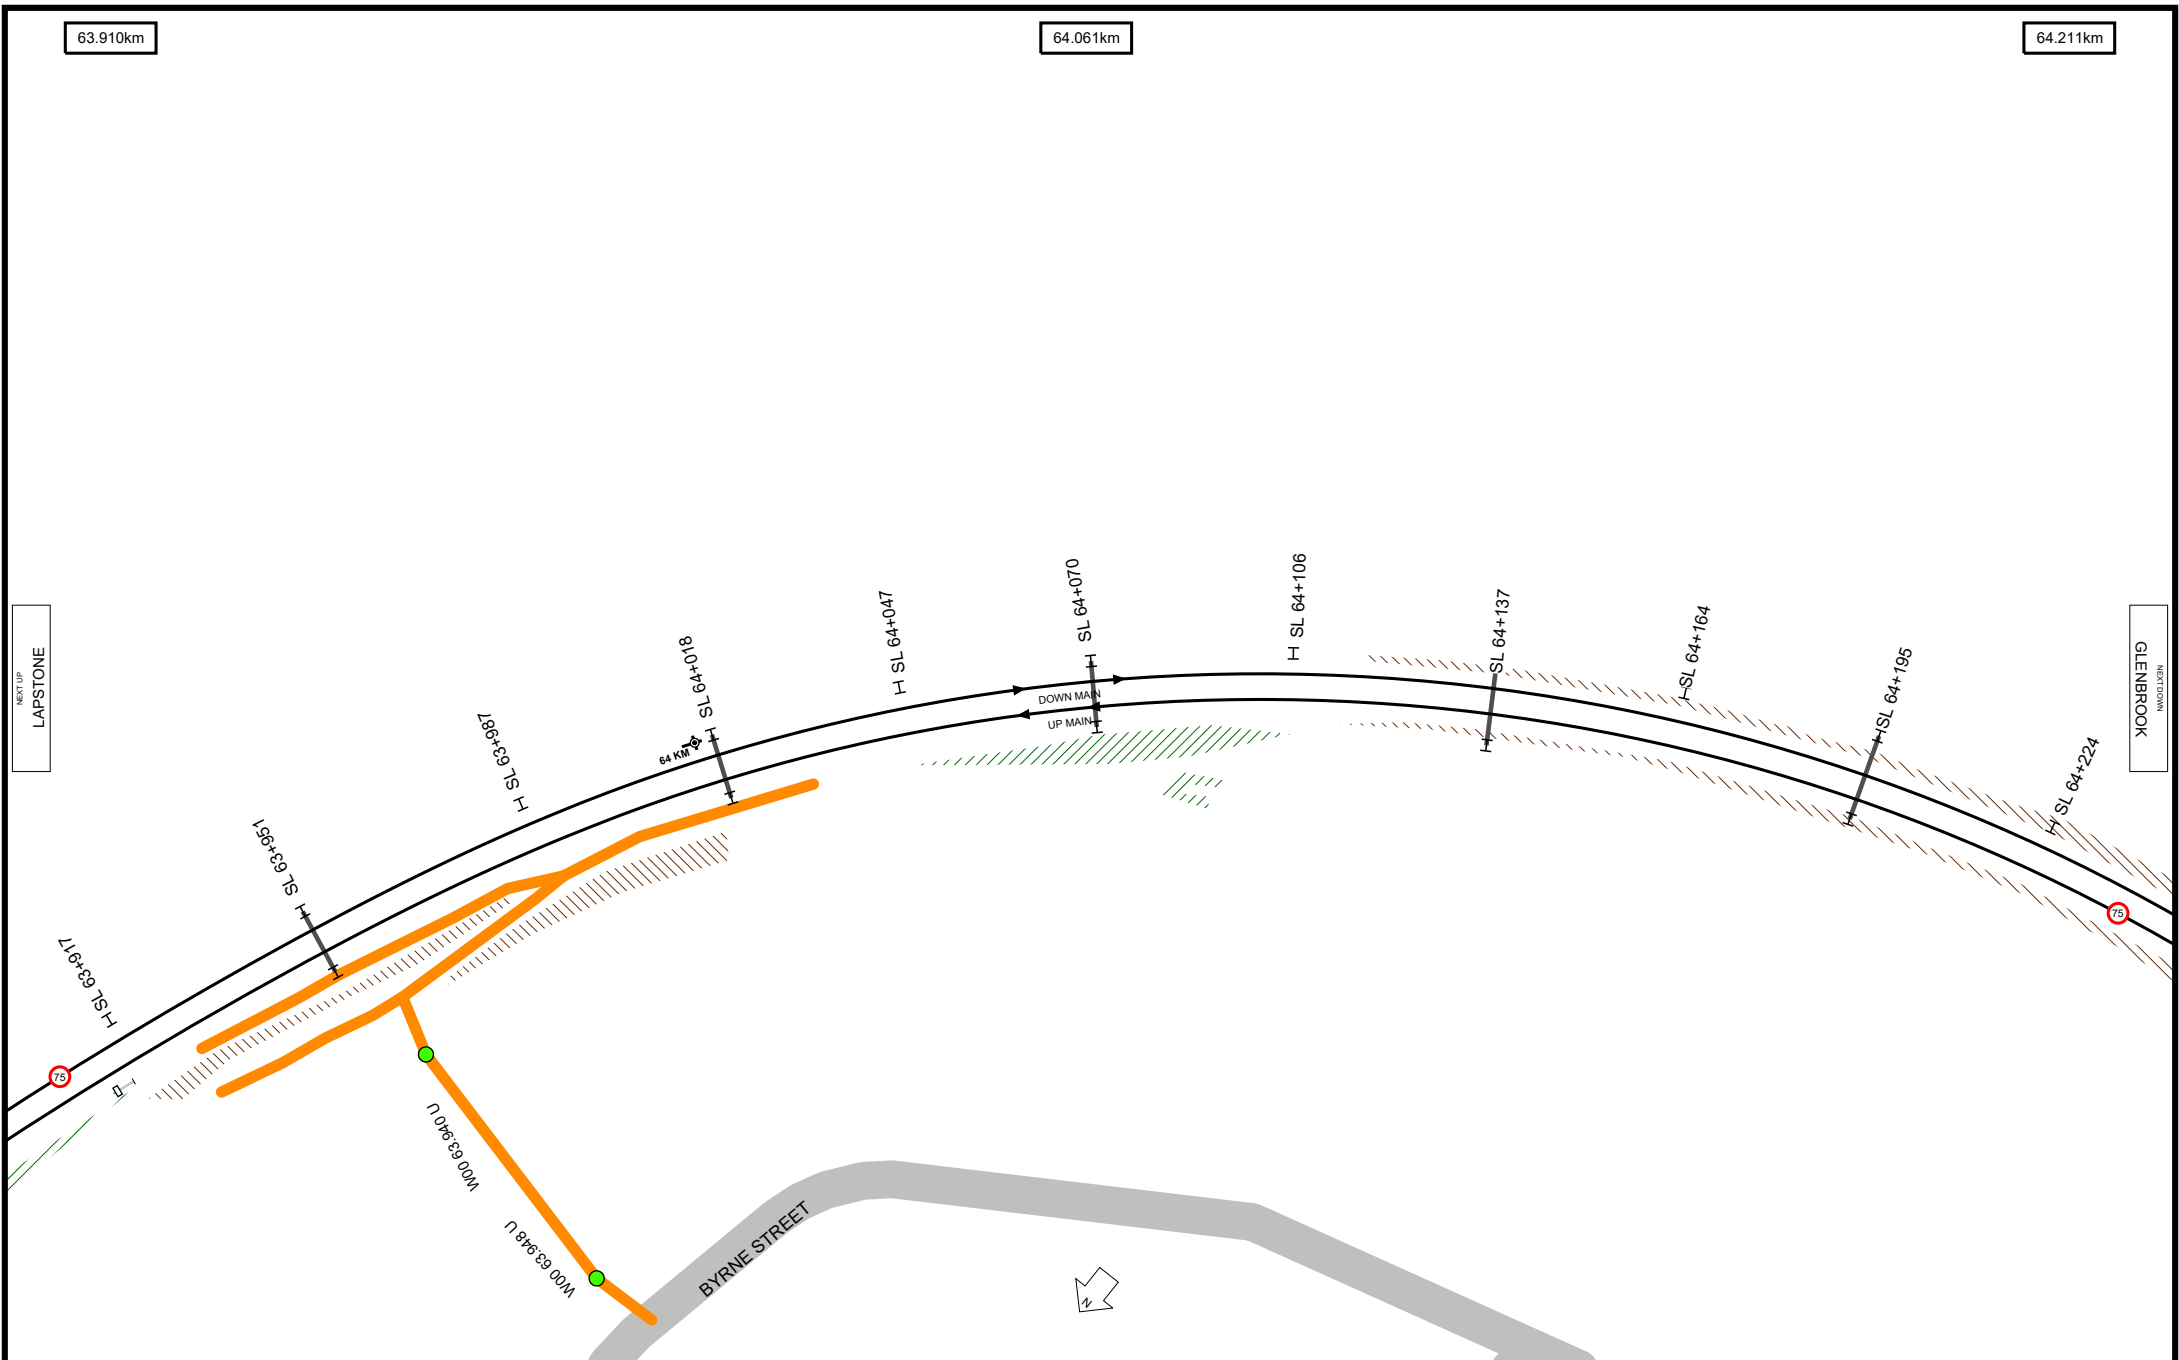 63.910km
64.061km
64.211km
SL 64+106
SL 64+070
SL 64+047
SL 64+137
SL 64+164
SL 64+018
SL 64+195
NEXT UP
LAPSTONE
NEXT DOWN
GLENBROOK
DOWN MAIN
UP MAIN
SL 63+987
64 KM
SL 64+224
SL 63+951
75
SL 63+917
75
W00 63.940 U
W00 63.948 U
BYRNE STREET
N